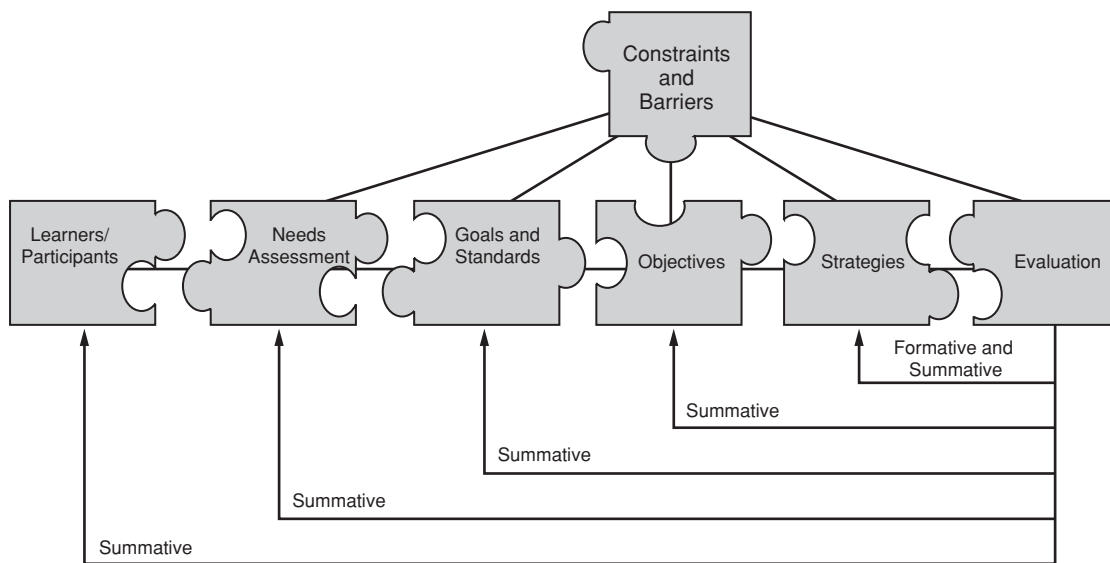 Constraints
and
Barriers
Learners/
Participants
Needs
Assessment
Goals and
Standards
Objectives
Strategies
Evaluation
Formative and
Summative
Summative
Summative
Summative
Summative